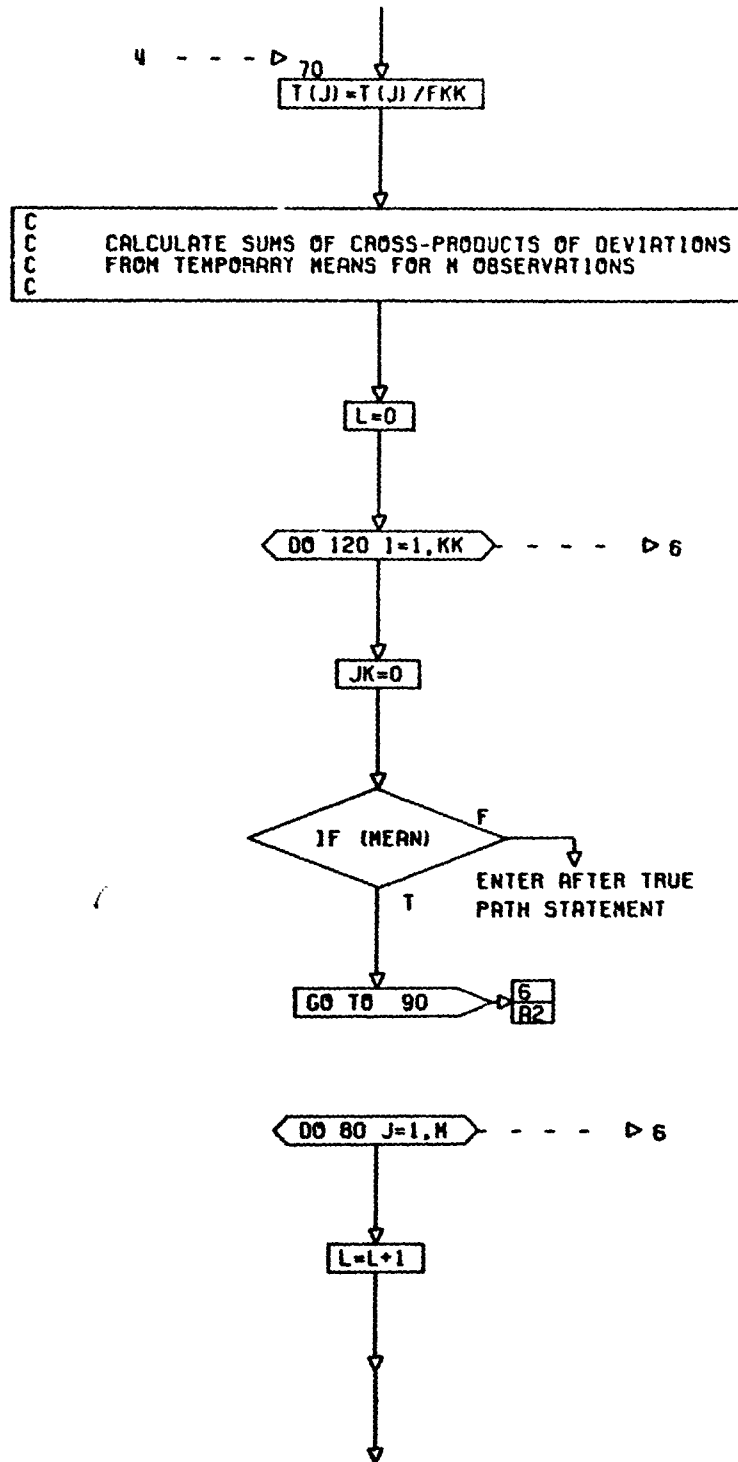 4
70
T(J)=T(J)/FKK
C
C CALCULATE SUMS OF CROSS-PRODUCTS OF DEVIATIONS
C FROM TEMPORARY MEANS FOR M OBSERVATIONS
C
L=0
DO 120 I=1,KK
6
JK=0
IF (MEAN)
F
ENTER AFTER TRUE
PATH STATEMENT
T
GO TO 90
6
A2
DO 80 J=1,M
6
L=L+1